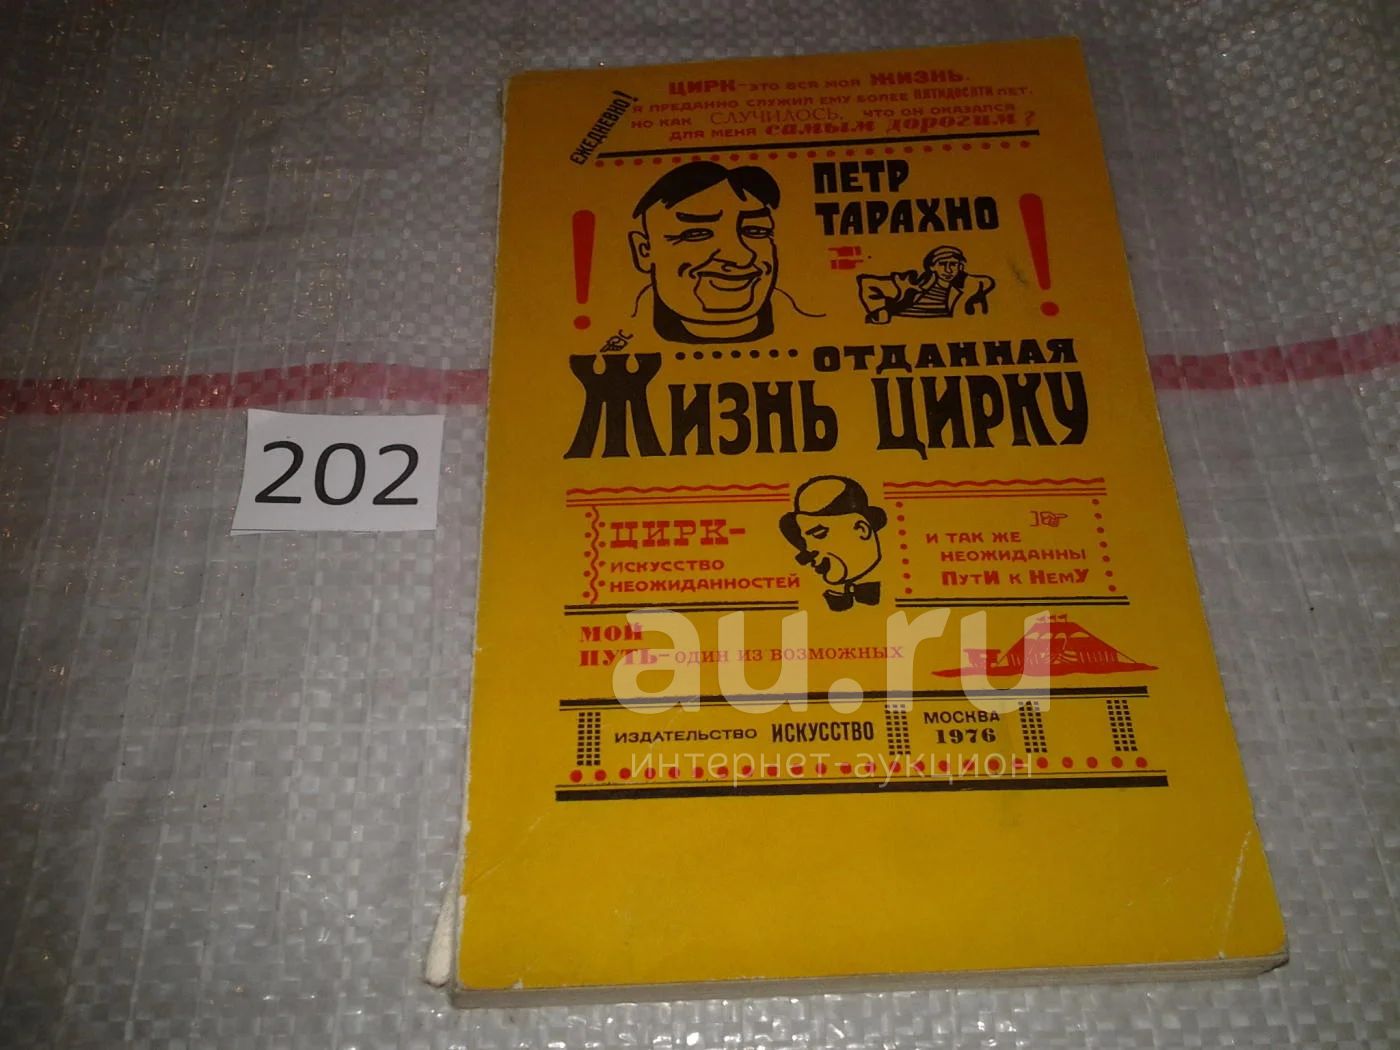 ЦИРК - ЭТО ВСЯ МОЯ ЖИЗНЬ.
Я ПРЕДАННО СЛУЖИЛ ЕМУ БОЛЕЕ ПЯТИДЕСЯТИ ЛЕТ.
НО КАК СЛУЧИЛОСЬ, ЧТО ОН ОКАЗАЛСЯ
ДЛЯ МЕНЯ самым дорогим?
ЕЖЕДНЕВНО!
ПЕТР
ТАРАХНО
! !
ОТДАННАЯ
ЖИЗНЬ ЦИРКУ
202
ЦИРК-
ИСКУССТВО
НЕОЖИДАННОСТЕЙ
И ТАК ЖЕ
НЕОЖИДАННЫ
ПУТИ К НЕМУ
МОЙ
ПУТЬ - ОДИН ИЗ ВОЗМОЖНЫХ
au.ru
ИЗДАТЕЛЬСТВО ИСКУССТВО
МОСКВА
1976
интернет-аукцион